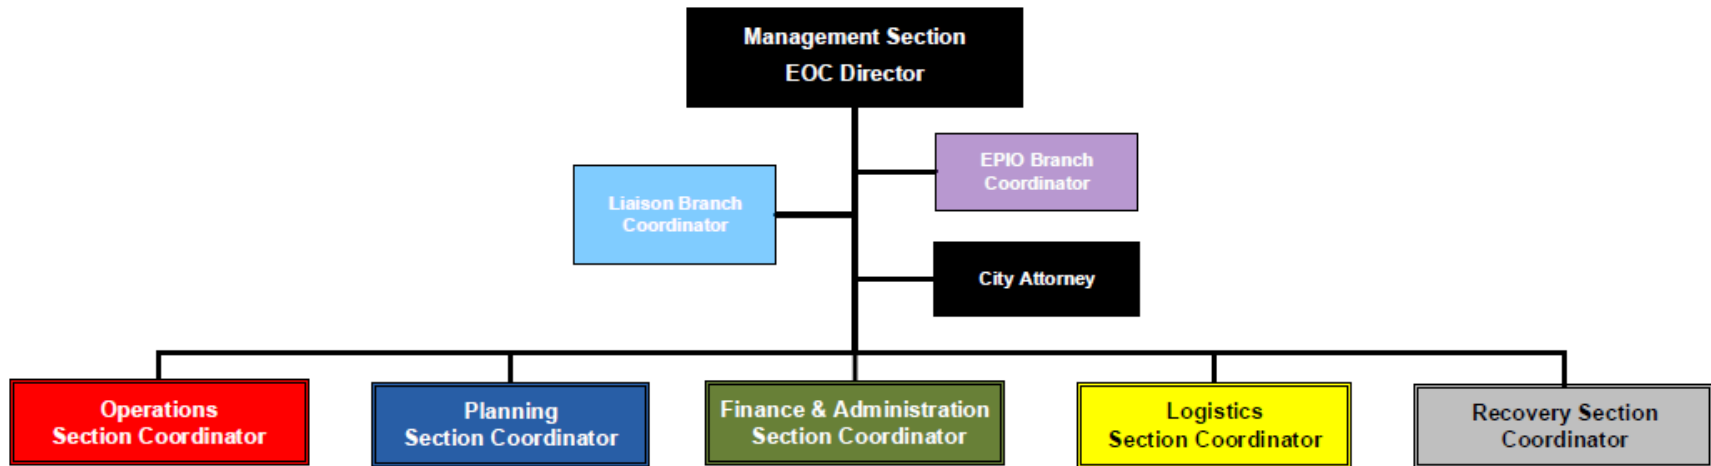 Management Section
EOC Director
EPIO Branch
Coordinator
Liaison Branch
Coordinator
City Attorney
Operations
Section Coordinator
Planning
Section Coordinator
Finance & Administration
Section Coordinator
Logistics
Section Coordinator
Recovery Section
Coordinator